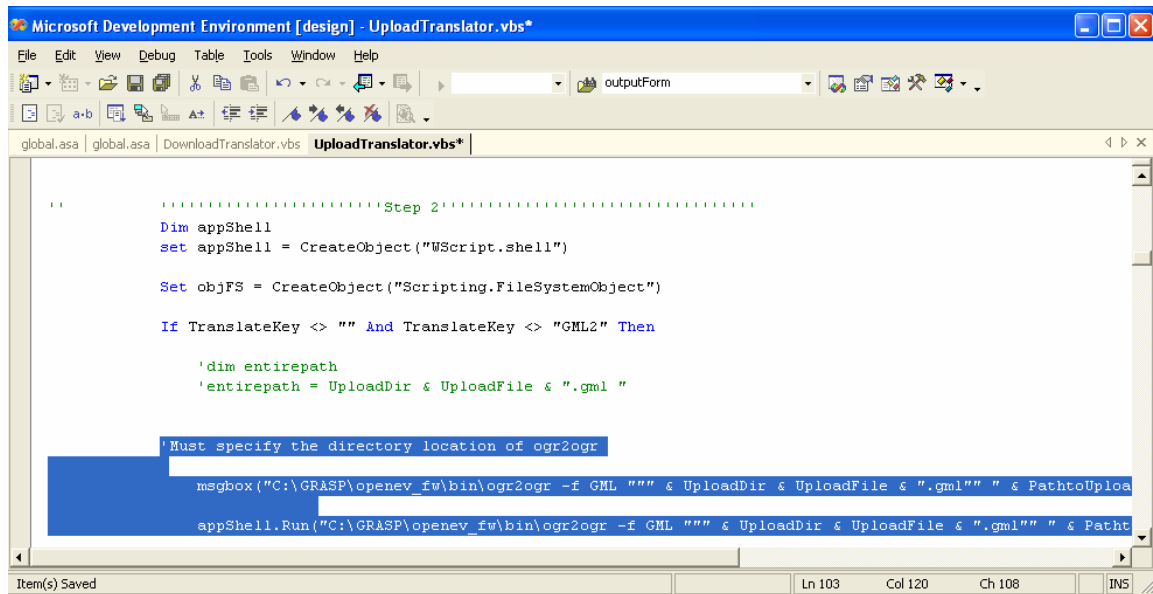 Microsoft Development Environment [design] - UploadTranslator.vbs*
File Edit View Debug Table Tools Window Help
outputForm
a•b A±
global.asa | global.asa | DownloadTranslator.vbs UploadTranslator.vbs*
'' '''''''''''''''''''''''''Step 2''''''''''''''''''''''''''''''''''
Dim appShell
set appShell = CreateObject("WScript.shell")
Set objFS = CreateObject("Scripting.FileSystemObject")
If TranslateKey <> "" And TranslateKey <> "GML2" Then
'dim entirepath
'entirepath = UploadDir & UploadFile & ".gml "
'Must specify the directory location of ogr2ogr
msgbox("C:\GRASP\openev_fw\bin\ogr2ogr -f GML """ & UploadDir & UploadFile & ".gml"" " & PathtoUploa
appShell.Run("C:\GRASP\openev_fw\bin\ogr2ogr -f GML """ & UploadDir & UploadFile & ".gml"" " & Patht
Item(s) Saved Ln 103 Col 120 Ch 108 INS